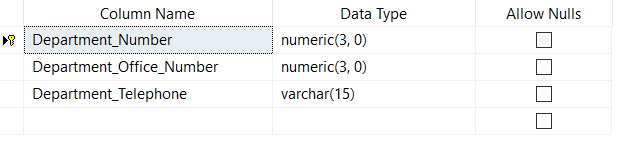 Column Name Data Type Allow Nulls
Department_Number numeric(3, 0)
Department_Office_Number numeric(3, 0)
Department_Telephone varchar(15)